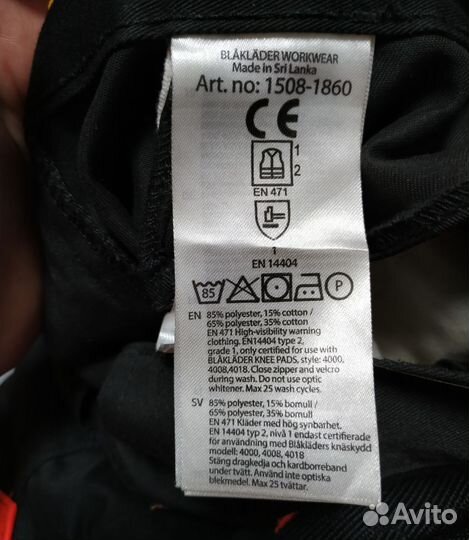 BLÅKLÄDER WORKWEAR
Made in Sri Lanka
Art. no: 1508-1860
CE
1
2
EN 471
1
EN 14404
85 P
EN 85% polyester, 15% cotton /
65% polyester, 35% cotton
EN 471 High-visibility warning
clothing. EN14404 type 2,
grade 1, only certified for use with
BLÅKLÄDER KNEE PADS, style: 4000,
4008,4018. Close zipper and velcro
during wash. Do not use optic
whitener. Max 25 wash cycles.
SV 85% polyester, 15% bomull /
65% polyester, 35% bomull
EN 471 Kläder med hög synbarhet.
EN 14404 typ 2, nivå 1 endast certifierade
för användning med Blåkläders knäskydd
modell: 4000, 4008, 4018
Stäng dragkedja och kardborreband
under tvätt. Använd inte optiska
blekmedel. Max 25 tvättar.
Avito